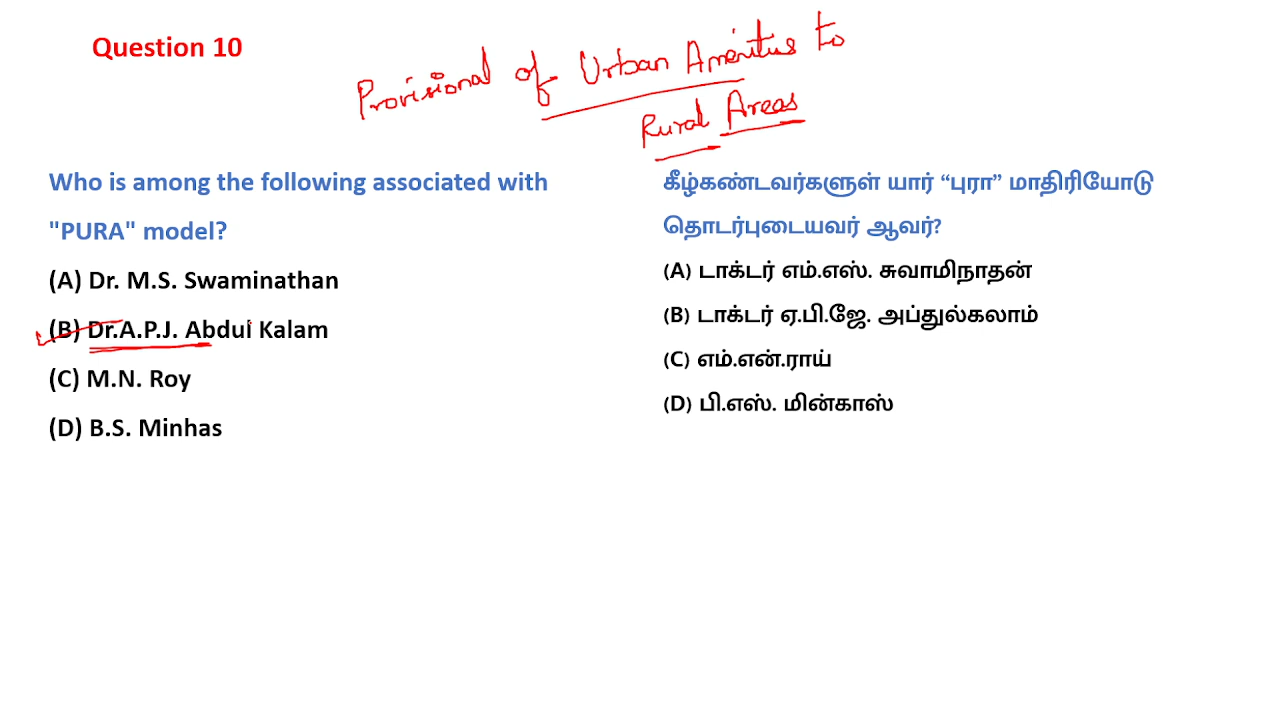 Question 10
Provisional of Urban Amenitus to
Rural Areas
Who is among the following associated with
"PURA" model?
(A) Dr. M.S. Swaminathan
(B) Dr.A.P.J. Abdul Kalam
(C) M.N. Roy
(D) B.S. Minhas
கீழ்கண்டவர்களுள் யார் “புரா” மாதிரியோடு
தொடர்புடையவர் ஆவர்?
(A) டாக்டர் எம்.எஸ். சுவாமிநாதன்
(B) டாக்டர் ஏ.பி.ஜே. அப்துல்கலாம்
(C) எம்.என்.ராய்
(D) பி.எஸ். மின்காஸ்